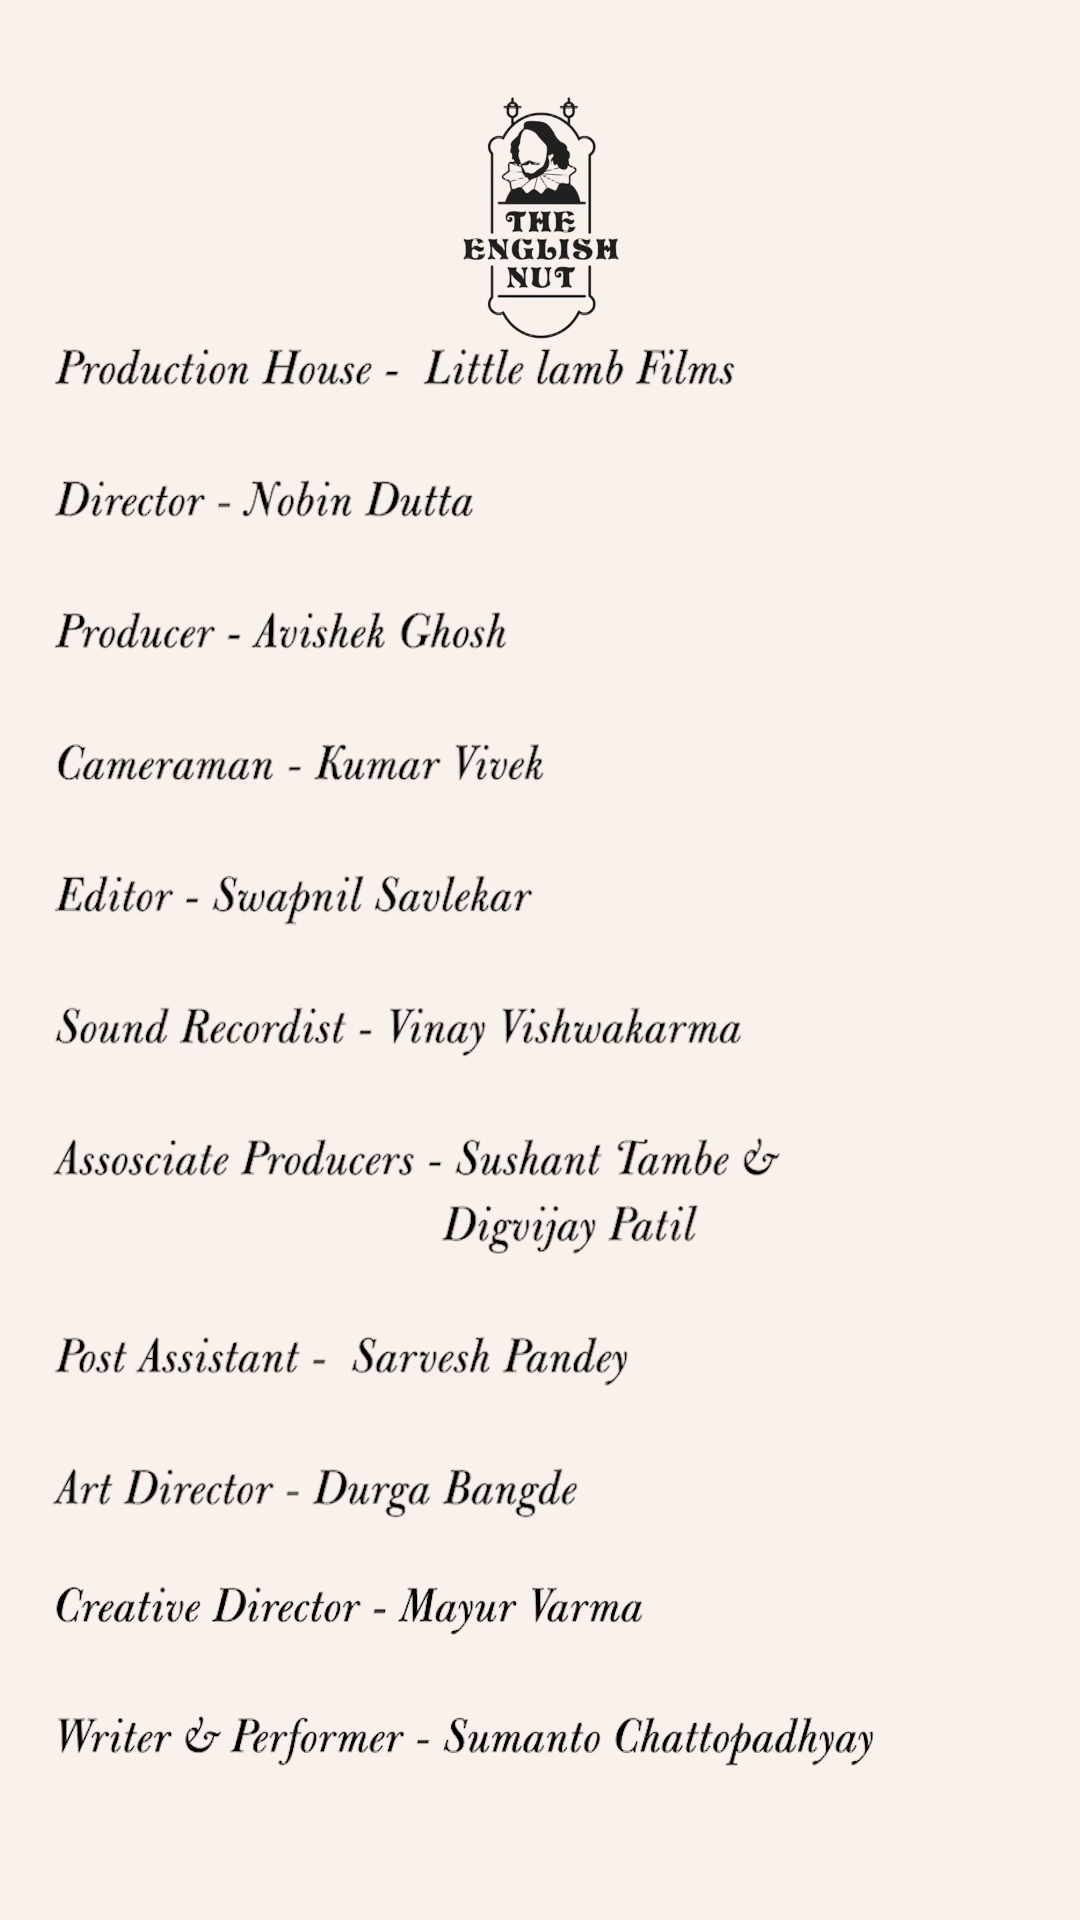 THE
ENGLISH
NUT
Production House -  Little lamb Films
Director - Nobin Dutta
Producer - Avishek Ghosh
Cameraman - Kumar Vivek
Editor - Swapnil Savlekar
Sound Recordist - Vinay Vishwakarma
Assosciate Producers - Sushant Tambe &
Digvijay Patil
Post Assistant -  Sarvesh Pandey
Art Director - Durga Bangde
Creative Director - Mayur Varma
Writer & Performer - Sumanto Chattopadhyay